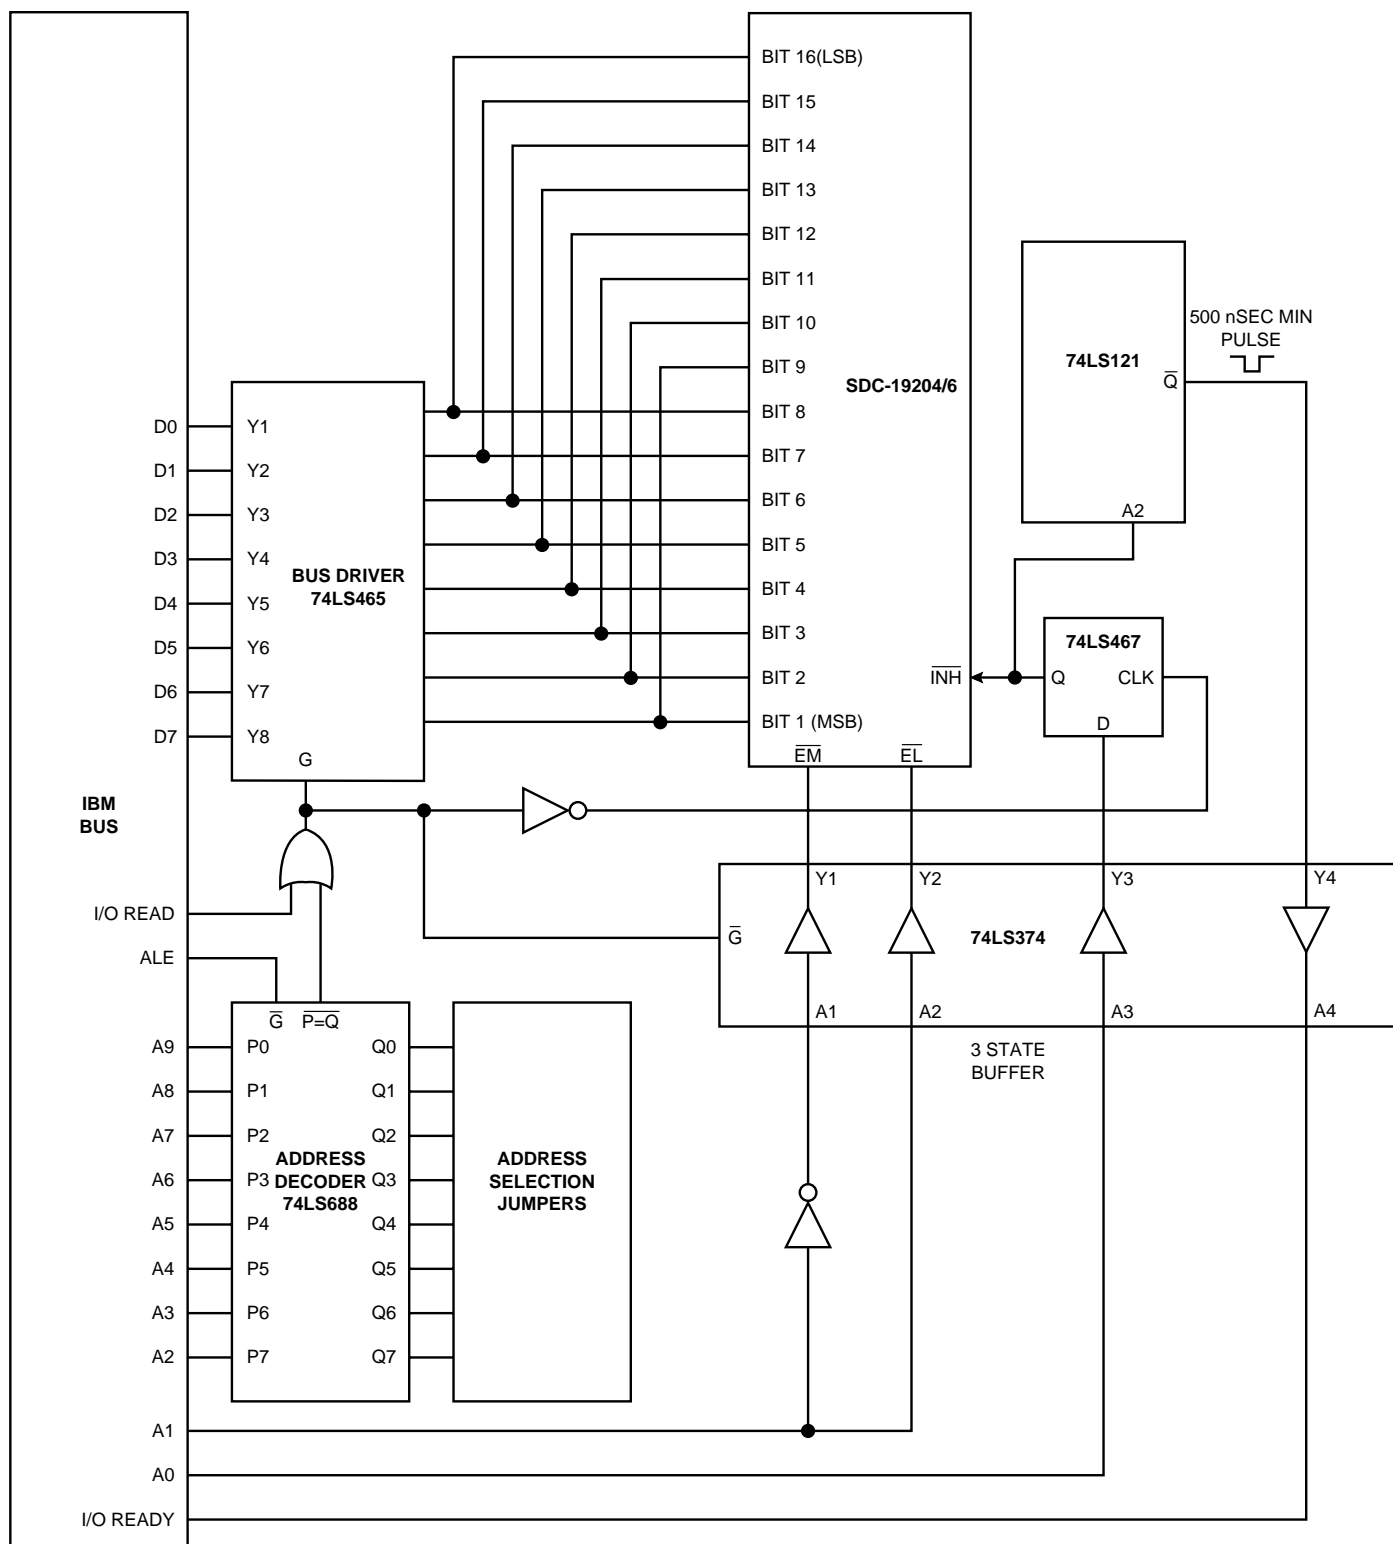 BIT 16(LSB)
BIT 15
BIT 14
BIT 13
BIT 12
BIT 11
BIT 10
BIT 9
BIT 8
BIT 7
BIT 6
BIT 5
BIT 4
BIT 3
BIT 2
BIT 1 (MSB)
SDC-19204/6
INH
EM
EL
74LS121
Q
A2
500 nSEC MIN
PULSE
74LS467
Q
CLK
D
D0
D1
D2
D3
D4
D5
D6
D7
Y1
Y2
Y3
Y4
Y5
Y6
Y7
Y8
BUS DRIVER
74LS465
G
IBM
BUS
I/O READ
ALE
Y1
Y2
Y3
Y4
G
74LS374
A1
A2
A3
A4
3 STATE
BUFFER
G
P=Q
A9
A8
A7
A6
A5
A4
A3
A2
P0
P1
P2
P3
P4
P5
P6
P7
ADDRESS
DECODER
74LS688
Q0
Q1
Q2
Q3
Q4
Q5
Q6
Q7
ADDRESS
SELECTION
JUMPERS
A1
A0
I/O READY